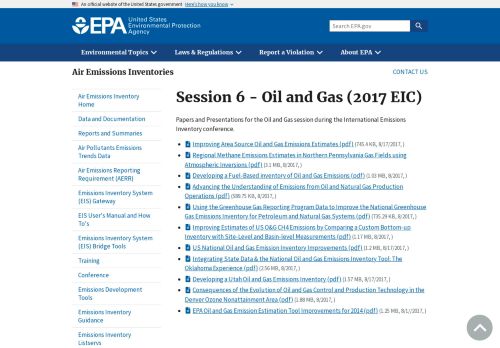 An official website of the United States government Here's how you know
EPA United States
Environmental Protection
Agency
Search EPA.gov
Environmental Topics
Laws & Regulations
Report a Violation
About EPA
Air Emissions Inventories
CONTACT US
Air Emissions Inventory
Home
Data and Documentation
Reports and Summaries
Air Pollutants Emissions
Trends Data
Air Emissions Reporting
Requirement (AERR)
Emissions Inventory System
(EIS) Gateway
EIS User's Manual and How
To's
Emissions Inventory System
(EIS) Bridge Tools
Training
Conference
Emissions Development
Tools
Emissions Inventory
Guidance
Emissions Inventory
Listservs
Session 6 - Oil and Gas (2017 EIC)
Papers and Presentations for the Oil and Gas session during the International Emissions
Inventory conference.
Improving Area Source Oil and Gas Emissions Estimates (pdf) (745.4 KB, 8/17/2017, )
Regional Methane Emissions Estimates in Northern Pennsylvania Gas Fields using
Atmospheric Inversions (pdf) (3.1 MB, 8/2017, )
Developing a Fuel-Based inventory of Oil and Gas Emissions (pdf) (1.03 MB, 8/17/2017, )
Advancing the Understanding of Emissions from Oil and Natural Gas Production
Operations (pdf) (586.75 KB, 8/2017, )
Using the Greenhouse Gas Reporting Program Data to Improve the National Greenhouse
Gas Emissions Inventory for Petroleum and Natural Gas Systems (pdf) (735.29 KB, 8/17/2017, )
Improving Estimates of US O&G CH4 Emissions by Comparing a Custom Bottom-up
Inventory with Site-Level and Basin-level Measurements (pdf) (1.17 MB, 8/2017, )
US National Oil and Gas Emission Inventory Improvements (pdf) (1.2 MB, 8/17/2017, )
Integrating State Data & the National Oil and Gas Emissions Inventory Tool: The
Oklahoma Experience (pdf) (2.56 MB, 8/2017, )
Developing a Utah Oil and Gas Emissions Inventory (pdf) (1.57 MB, 8/17/2017, )
Consequences of the Evolution of Oil and Gas Control and Production Technology in the
Denver Ozone Nonattainment Area (pdf) (1.88 MB, 8/2017, )
EPA Oil and Gas Emission Estimation Tool Improvements for 2014 (pdf) (1.25 MB, 8/17/2017, )